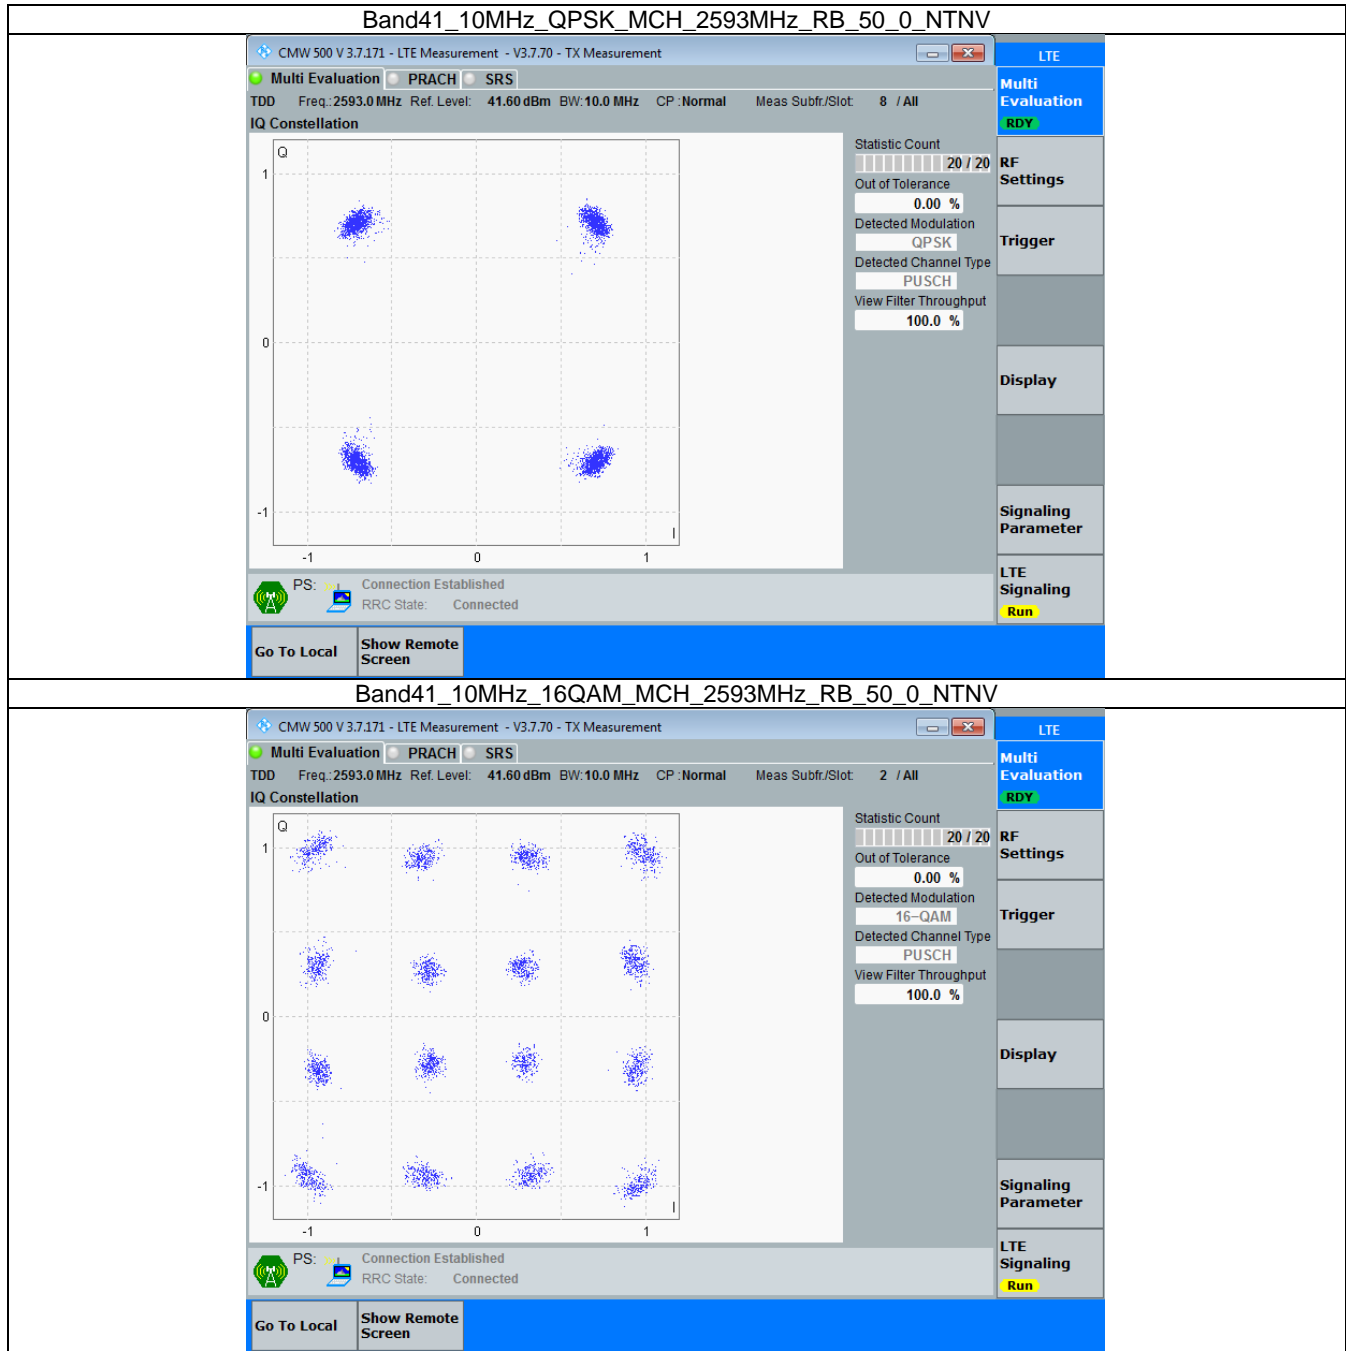 Band41_10MHz_QPSK_MCH_2593MHz_RB_50_0_NTNV
CMW 500 V 3.7.171 - LTE Measurement - V3.7.70 - TX Measurement
LTE
Multi Evaluation PRACH SRS
Multi
Evaluation
RDY
TDD Freq.: 2593.0 MHz Ref. Level: 41.60 dBm BW: 10.0 MHz CP : Normal Meas Subfr./Slot: 8 / All
IQ Constellation
Q
1
0
-1
-1 0 1
I
Statistic Count
20 / 20
Out of Tolerance
0.00 %
Detected Modulation
QPSK
Detected Channel Type
PUSCH
View Filter Throughput
100.0 %
RF
Settings
Trigger
Display
Signaling
Parameter
LTE
Signaling
Run
PS: Connection Established
RRC State: Connected
Go To Local
Show Remote
Screen
Band41_10MHz_16QAM_MCH_2593MHz_RB_50_0_NTNV
CMW 500 V 3.7.171 - LTE Measurement - V3.7.70 - TX Measurement
LTE
Multi Evaluation PRACH SRS
Multi
Evaluation
RDY
TDD Freq.: 2593.0 MHz Ref. Level: 41.60 dBm BW: 10.0 MHz CP : Normal Meas Subfr./Slot: 2 / All
IQ Constellation
Q
1
0
-1
-1 0 1
I
Statistic Count
20 / 20
Out of Tolerance
0.00 %
Detected Modulation
16-QAM
Detected Channel Type
PUSCH
View Filter Throughput
100.0 %
RF
Settings
Trigger
Display
Signaling
Parameter
LTE
Signaling
Run
PS: Connection Established
RRC State: Connected
Go To Local
Show Remote
Screen